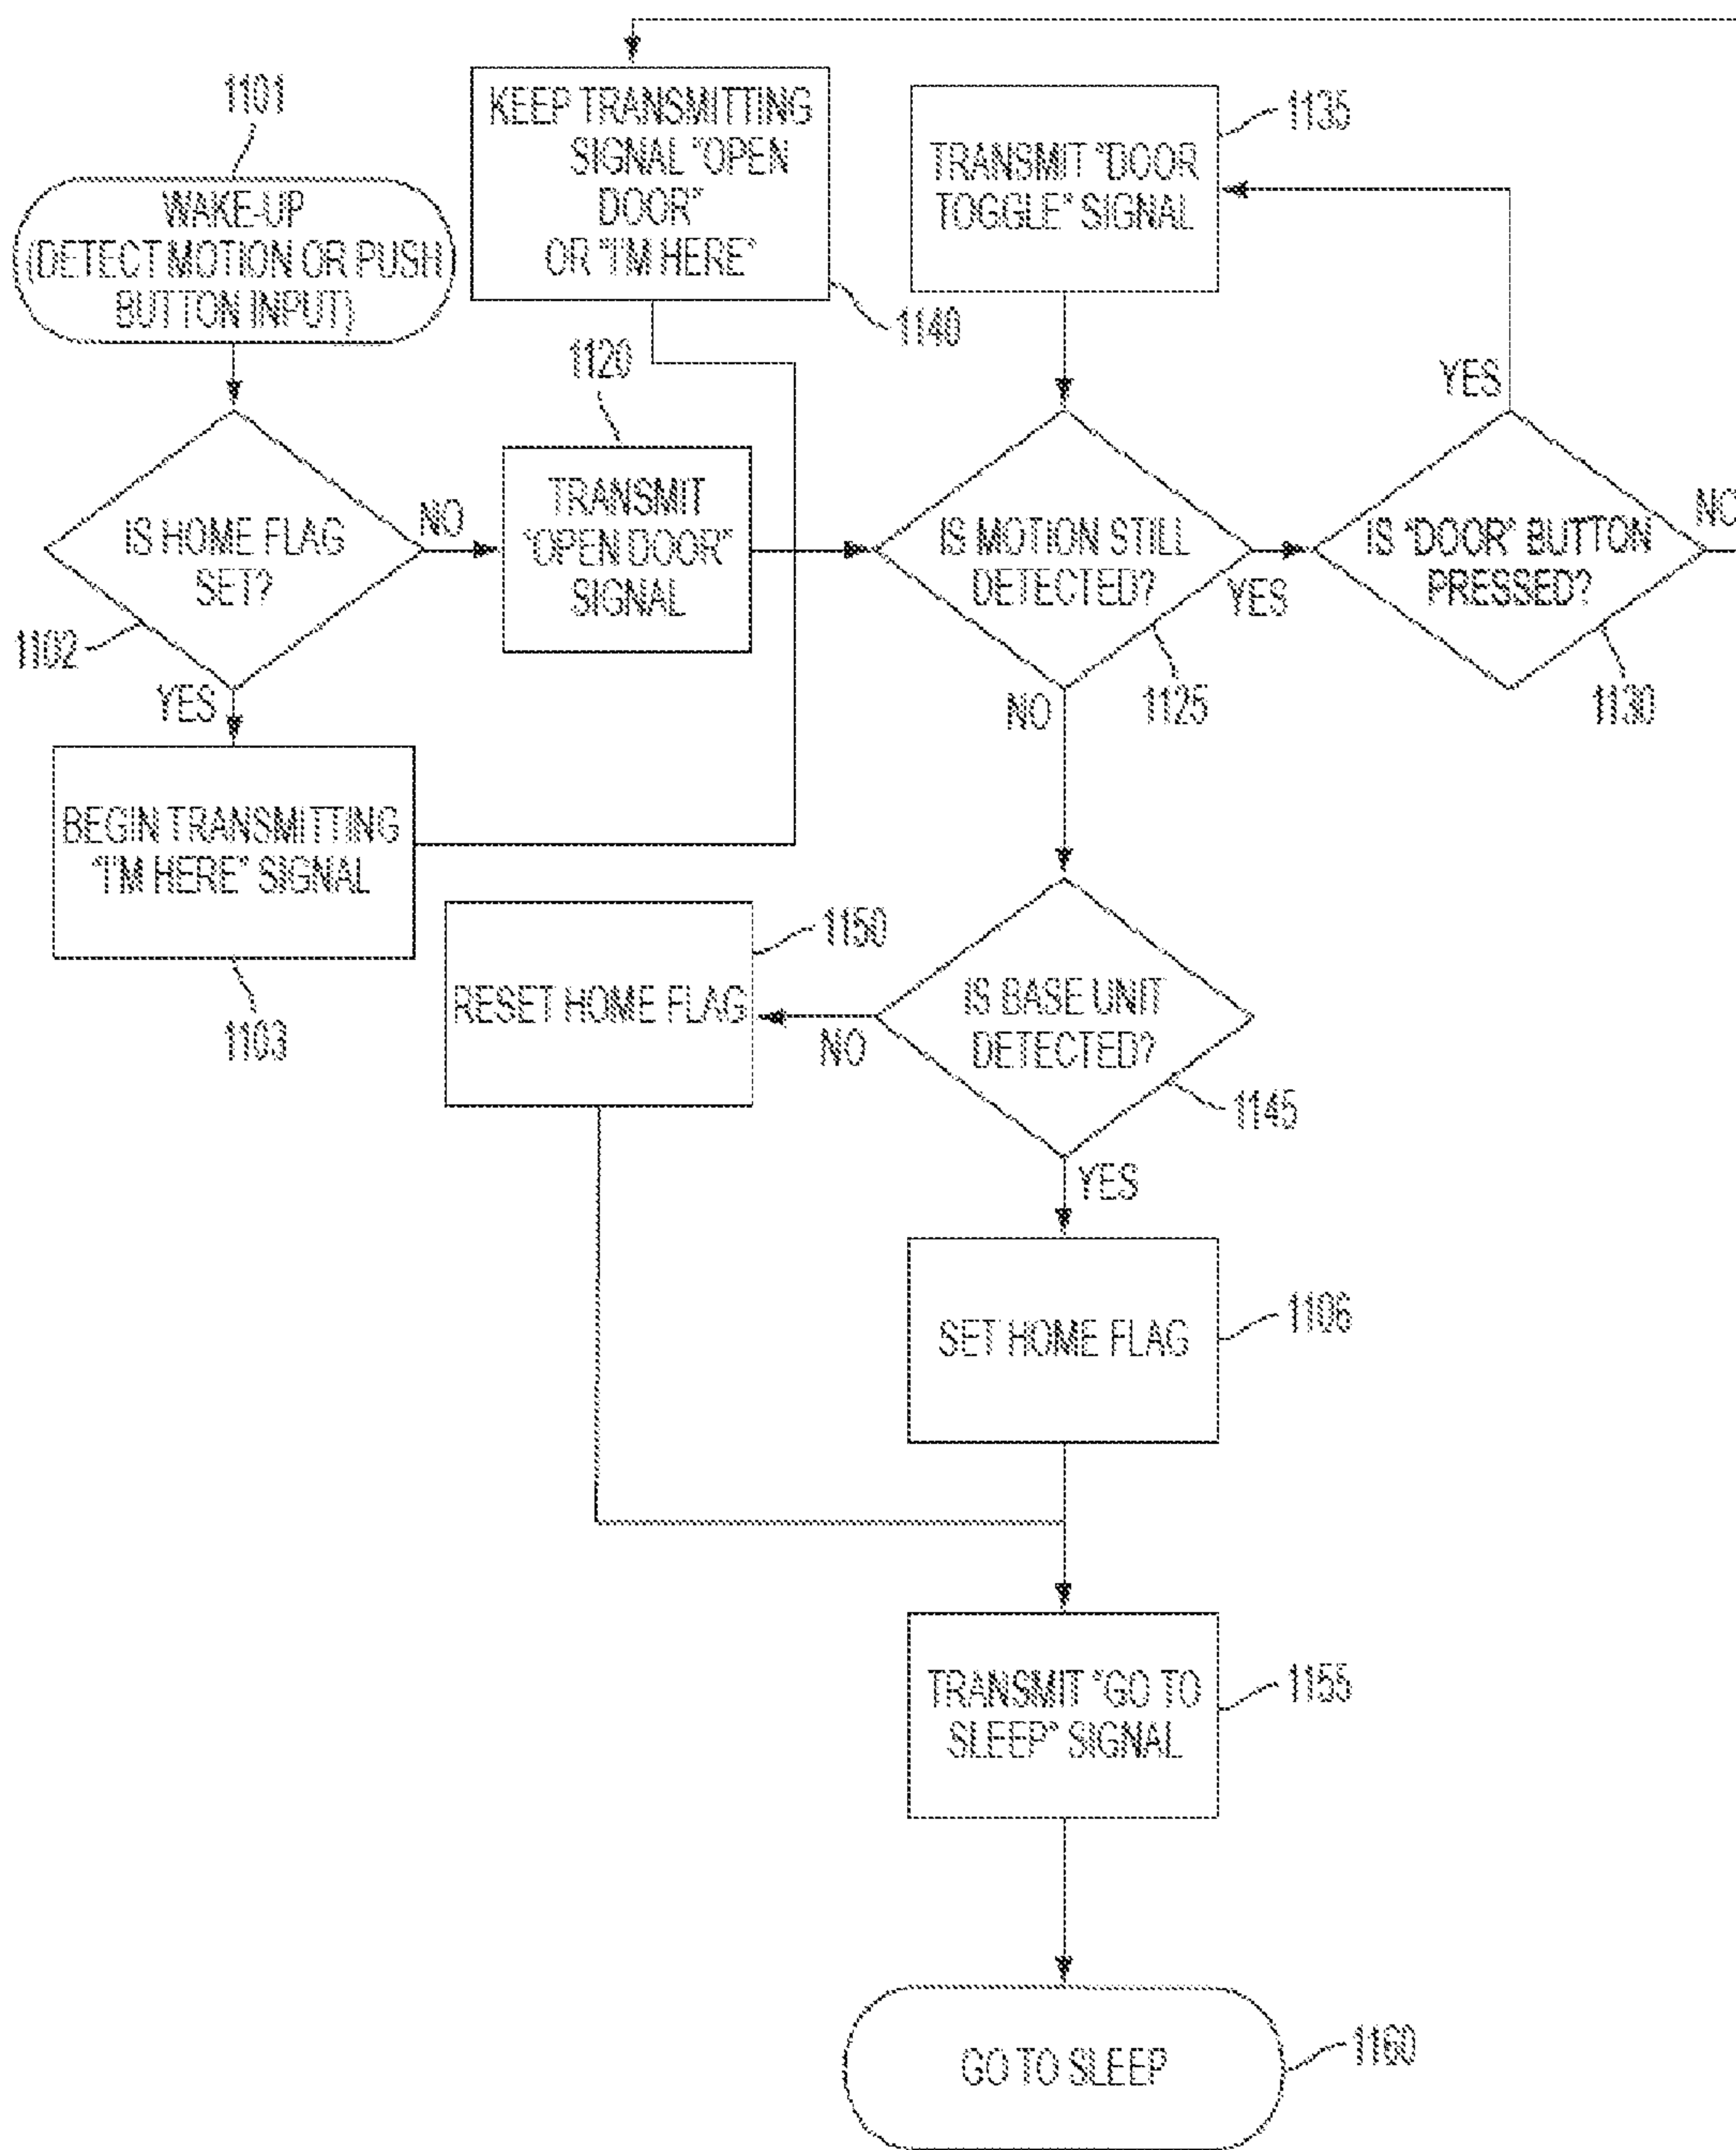 1101
WAKE-UP
(DETECT MOTION OR PUSH
BUTTON INPUT)
KEEP TRANSMITTING
SIGNAL "OPEN
DOOR"
OR "I'M HERE"
1140
TRANSMIT "DOOR
TOGGLE" SIGNAL
1135
IS HOME FLAG
SET?
1102
NO
YES
1120
TRANSMIT
"OPEN DOOR"
SIGNAL
IS MOTION STILL
DETECTED?
1125
YES
NO
IS "DOOR" BUTTON
PRESSED?
1130
YES
NO
BEGIN TRANSMITTING
"I'M HERE" SIGNAL
1103
RESET HOME FLAG
1150
NO
IS BASE UNIT
DETECTED?
1145
YES
SET HOME FLAG
1106
TRANSMIT "GO TO
SLEEP" SIGNAL
1155
GO TO SLEEP
1160